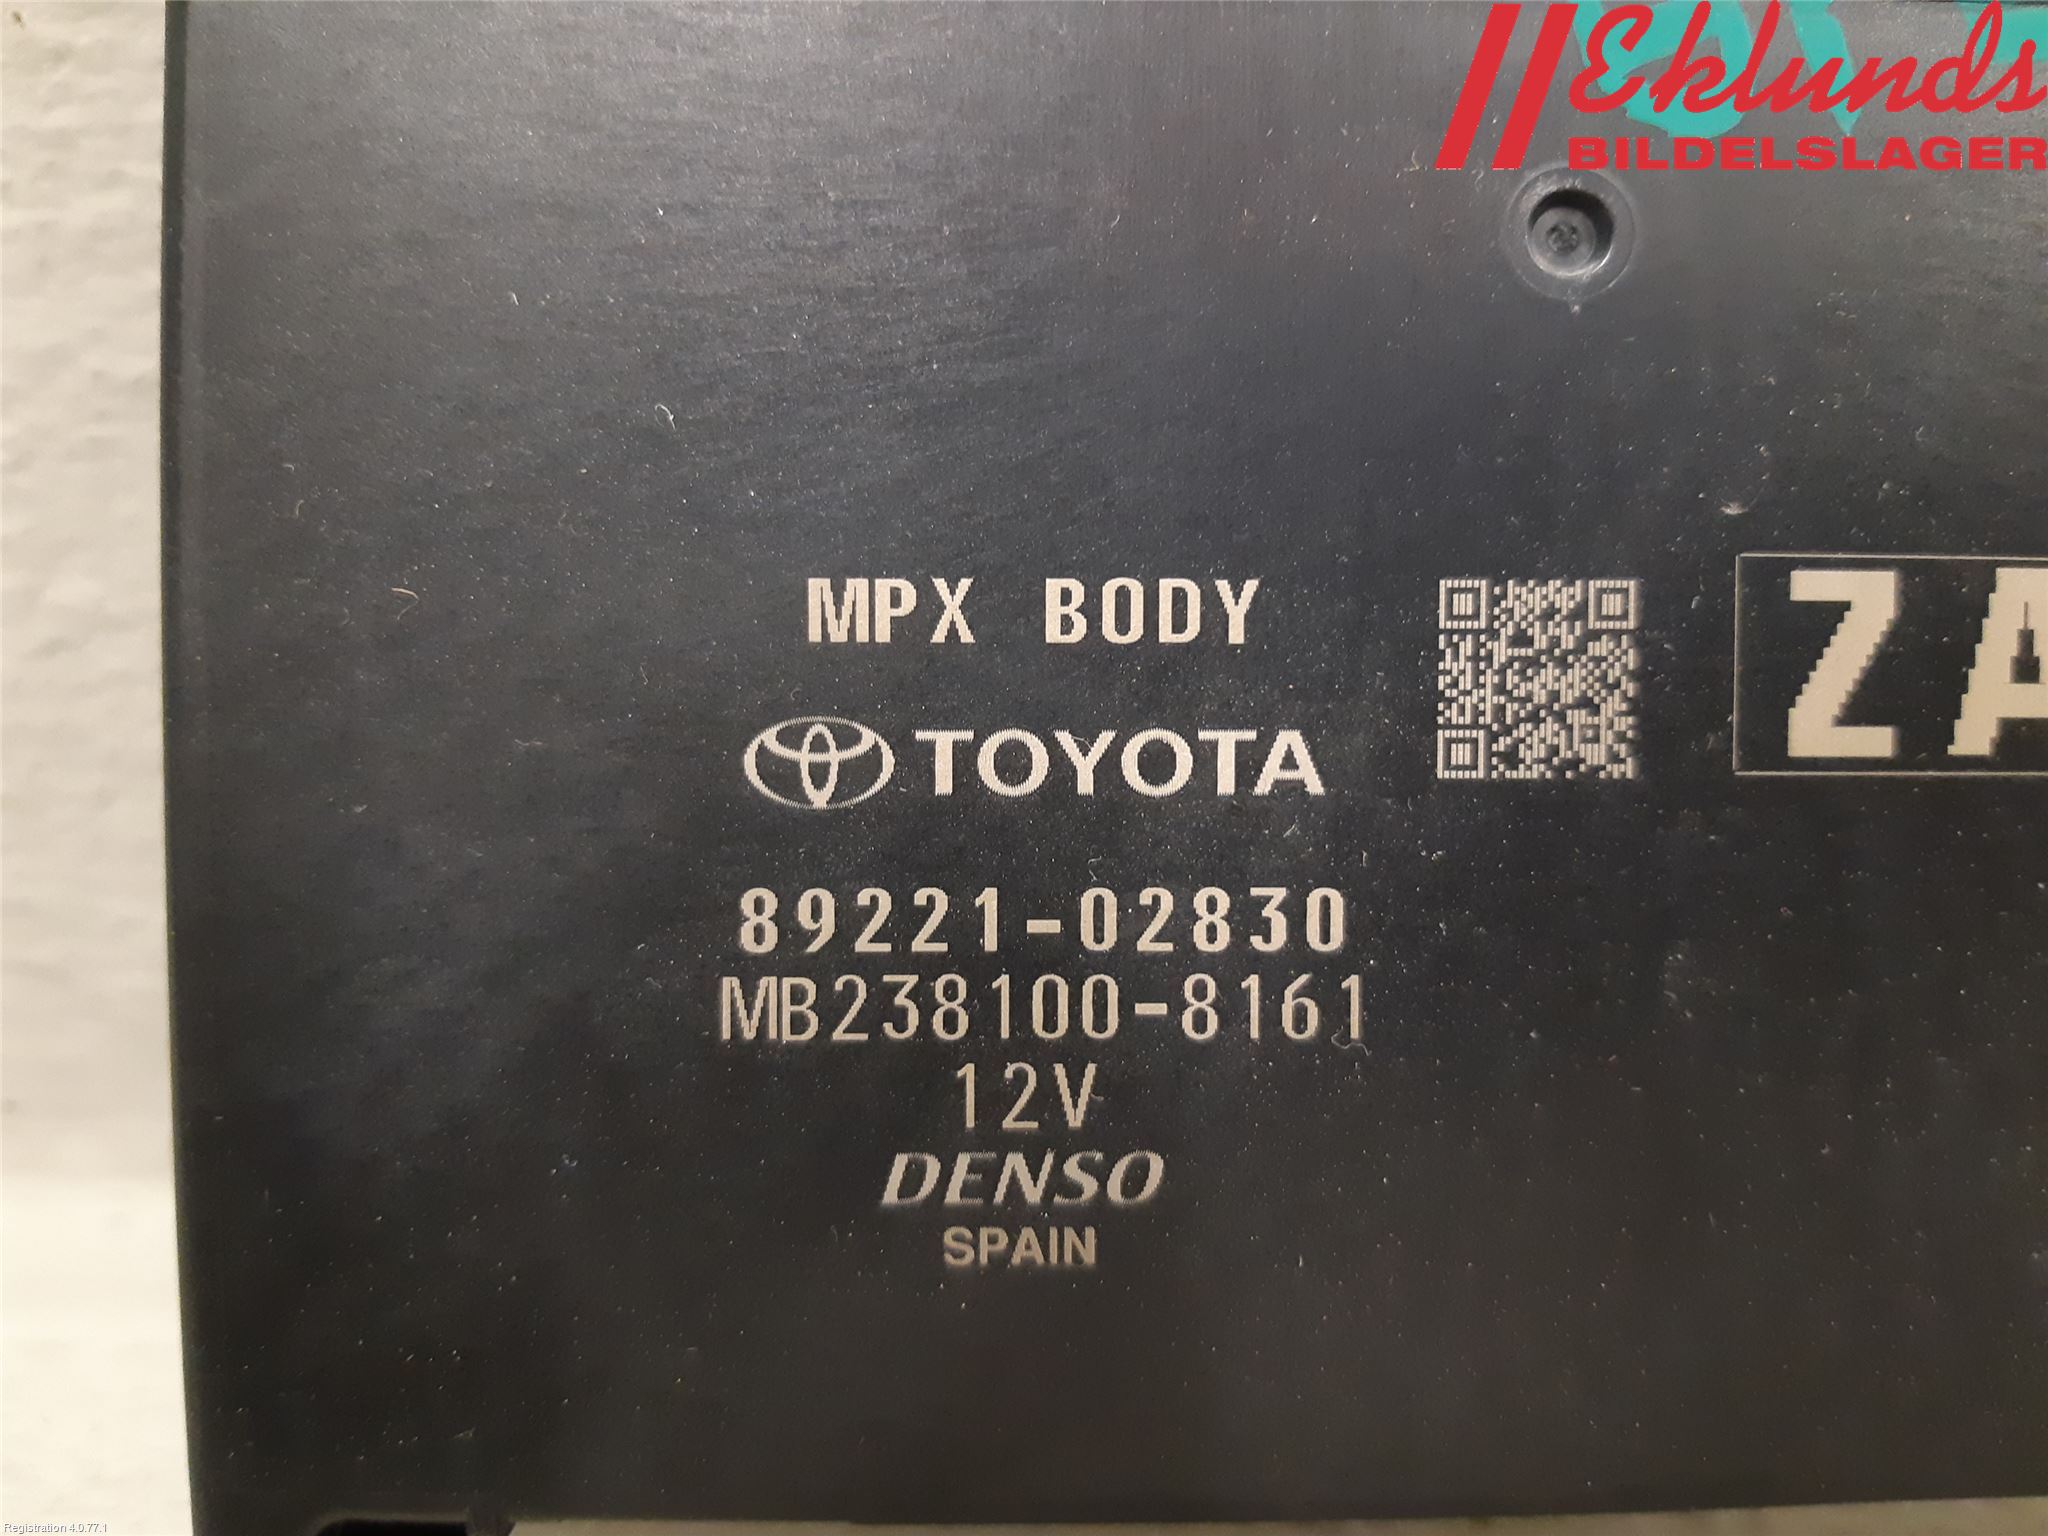 Eklunds
BILDELSLAGER
MPX BODY
ZA
TOYOTA
89221-02830
MB238100-8161
12V
DENSO
SPAIN
Registration 4.0.77.1